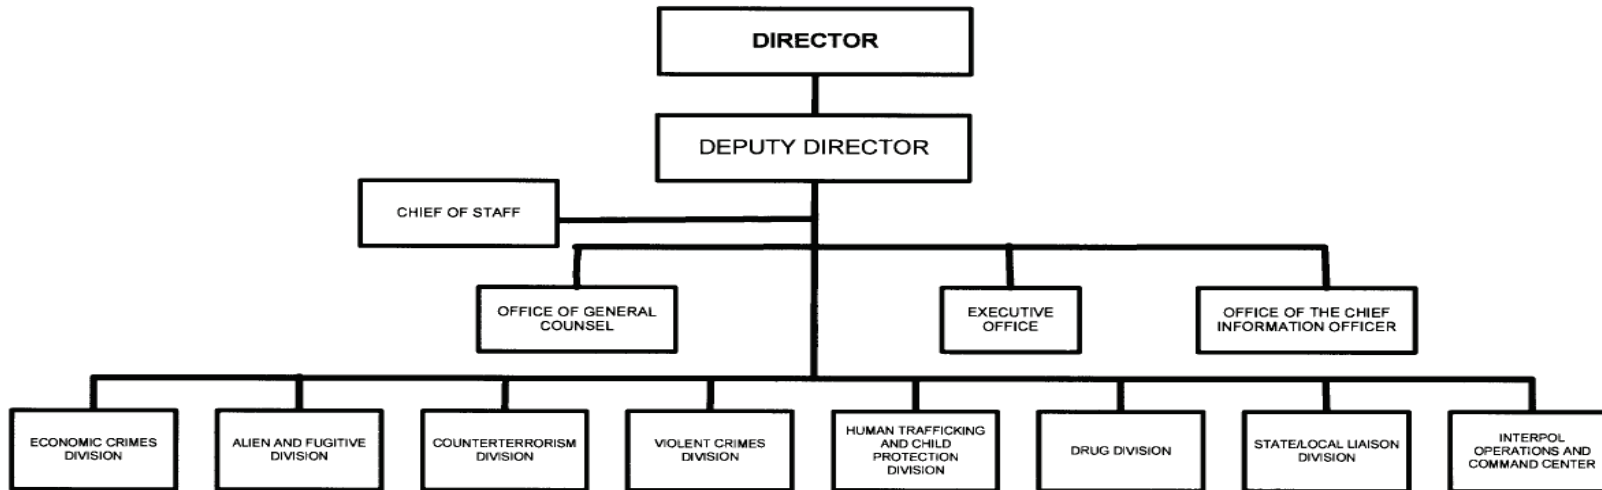 DIRECTOR
DEPUTY DIRECTOR
CHIEF OF STAFF
OFFICE OF GENERAL
COUNSEL
EXECUTIVE
OFFICE
OFFICE OF THE CHIEF
INFORMATION OFFICER
ECONOMIC CRIMES
DIVISION
ALIEN AND FUGITIVE
DIVISION
COUNTERTERRORISM
DIVISION
VIOLENT CRIMES
DIVISION
HUMAN TRAFFICKING
AND CHILD
PROTECTION
DIVISION
DRUG DIVISION
STATE/LOCAL LIAISON
DIVISION
INTERPOL
OPERATIONS AND
COMMAND CENTER